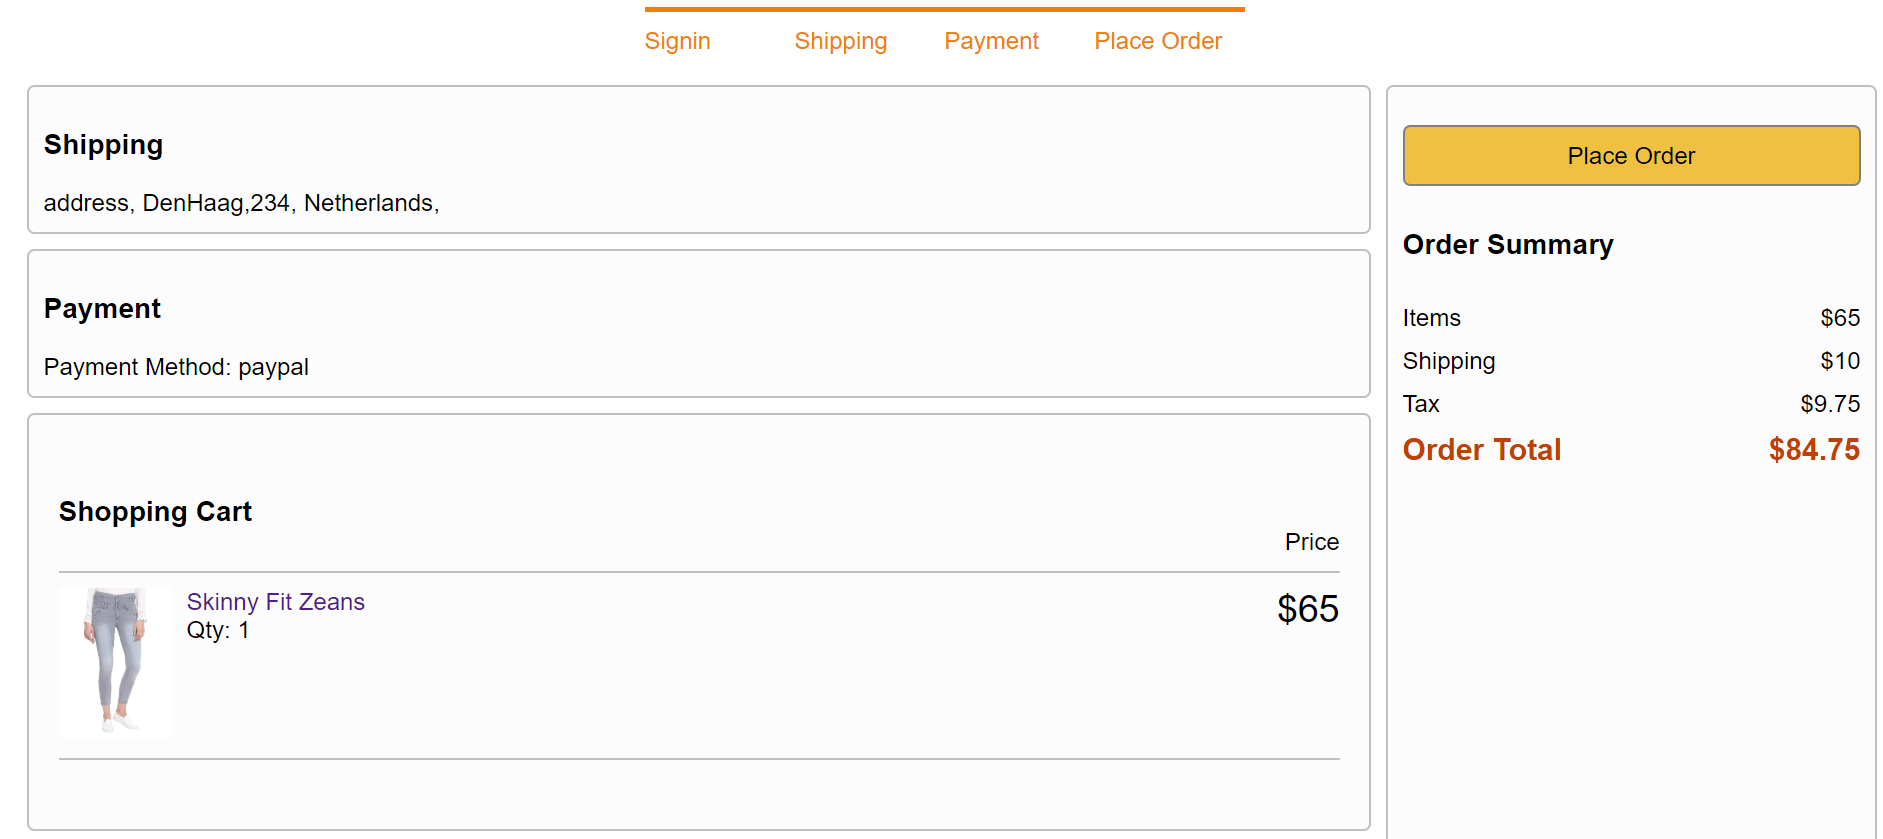 Signin Shipping Payment Place Order
Shipping
address, DenHaag,234, Netherlands,
Payment
Payment Method: paypal
Shopping Cart
Price
Skinny Fit Zeans
Qty: 1
$65
Place Order
Order Summary
Items $65
Shipping $10
Tax $9.75
Order Total $84.75